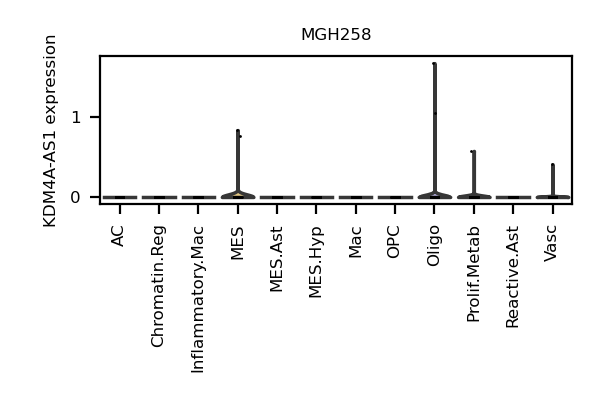 MGH258
KDM4A-AS1 expression
1
0
AC
Chromatin.Reg
Inflammatory.Mac
MES
MES.Ast
MES.Hyp
Mac
OPC
Oligo
Prolif.Metab
Reactive.Ast
Vasc